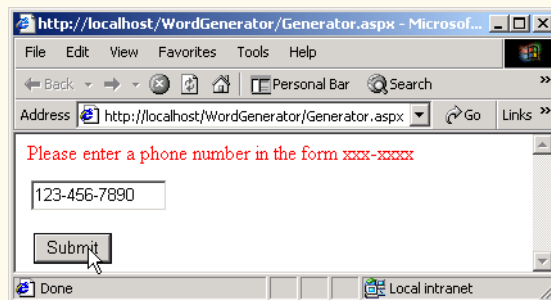 http://localhost/WordGenerator/Generator.aspx - Microsof...
File Edit View Favorites Tools Help
Back Personal Bar Search »
Address http://localhost/WordGenerator/Generator.aspx Go Links »
Please enter a phone number in the form xxx-xxxx
123-456-7890
Submit
Done Local intranet